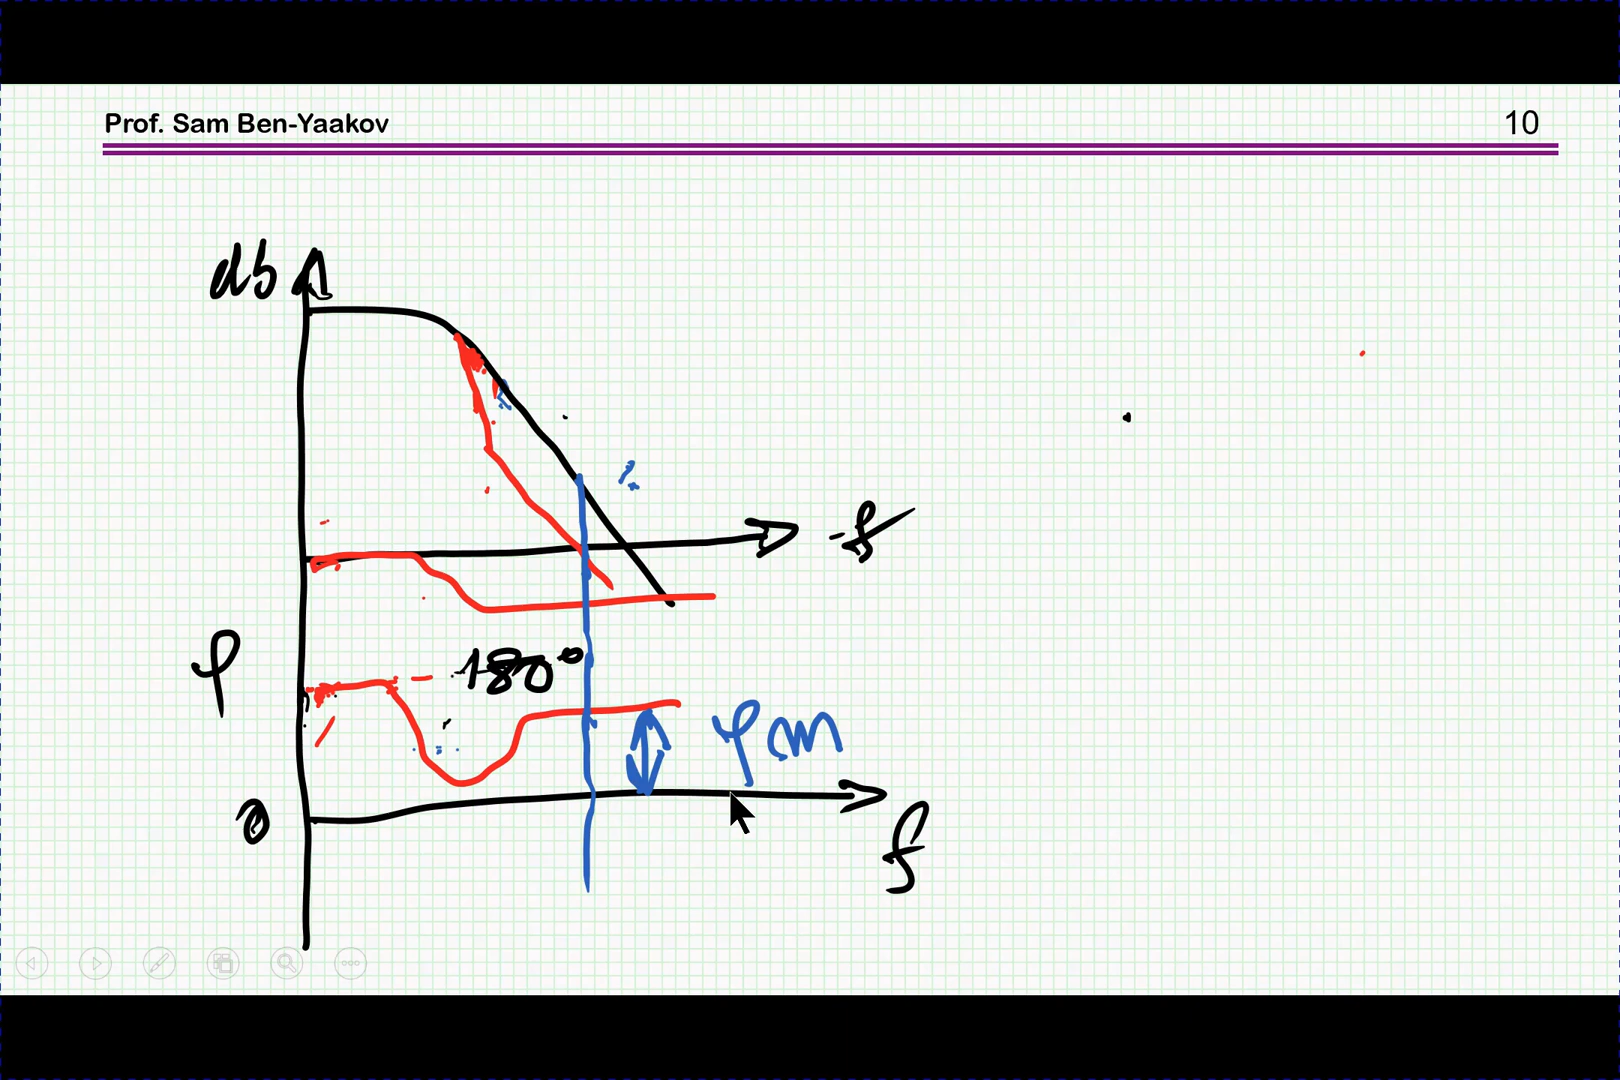 Prof. Sam Ben-Yaakov
10
db
f
φ
180°
φm
0
f